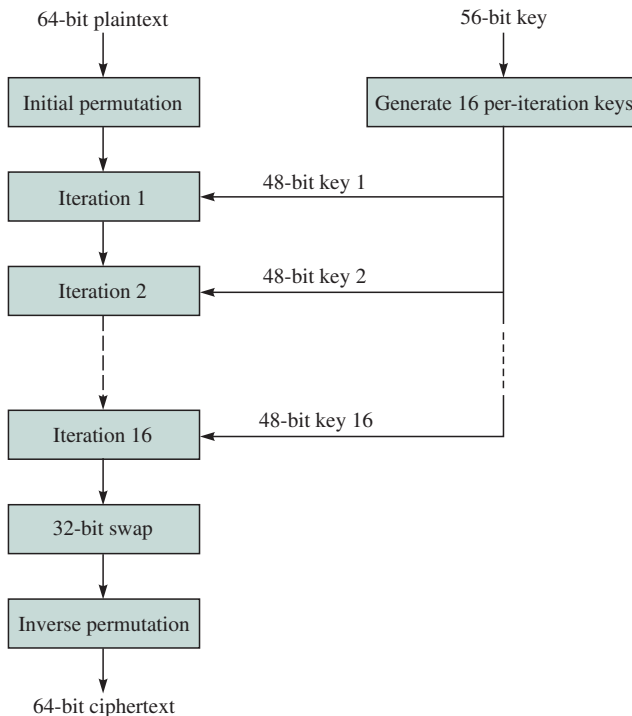 64-bit plaintext
56-bit key
Initial permutation
Generate 16 per-iteration keys
48-bit key 1
Iteration 1
48-bit key 2
Iteration 2
48-bit key 16
Iteration 16
32-bit swap
Inverse permutation
64-bit ciphertext